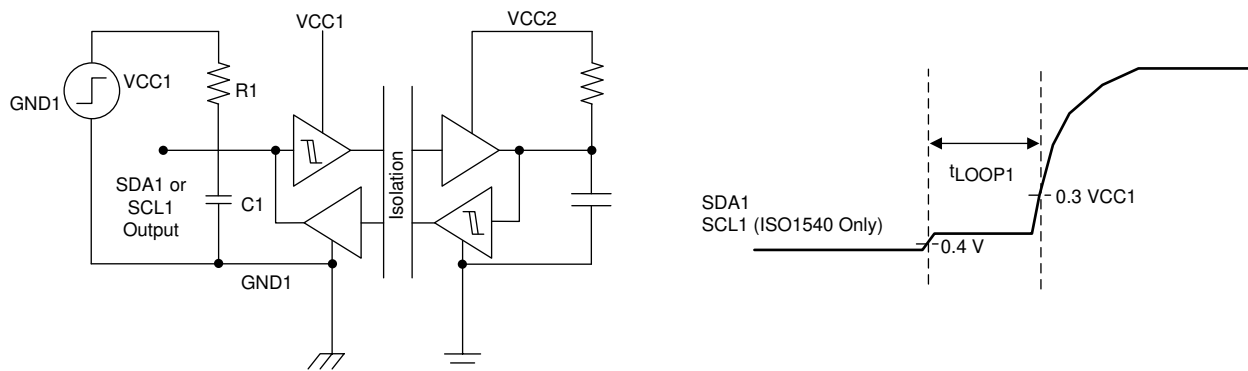 VCC1
VCC2
VCC1
GND1
R1
SDA1 or
SCL1
Output
C1
Isolation
GND1
SDA1
SCL1 (ISO1540 Only)
tLOOP1
0.3 VCC1
0.4 V